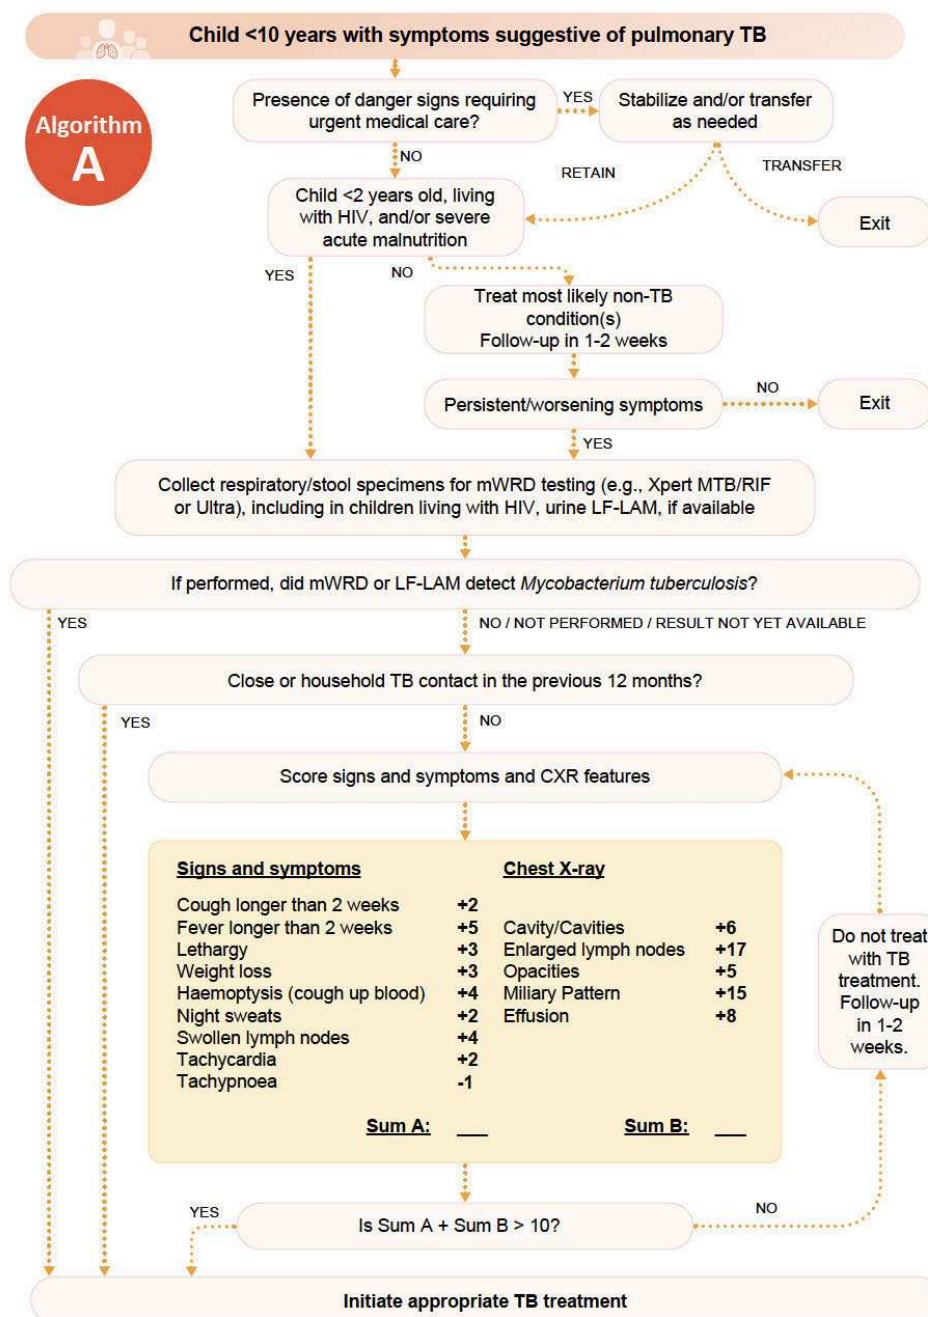 Child <10 years with symptoms suggestive of pulmonary TB
Algorithm
A
Presence of danger signs requiring
urgent medical care?
YES
Stabilize and/or transfer
as needed
NO
RETAIN
TRANSFER
Child <2 years old, living
with HIV, and/or severe
acute malnutrition
Exit
YES
NO
Treat most likely non-TB
condition(s)
Follow-up in 1-2 weeks
Persistent/worsening symptoms
NO
Exit
YES
Collect respiratory/stool specimens for mWRD testing (e.g., Xpert MTB/RIF
or Ultra), including in children living with HIV, urine LF-LAM, if available
If performed, did mWRD or LF-LAM detect Mycobacterium tuberculosis?
YES
NO / NOT PERFORMED / RESULT NOT YET AVAILABLE
Close or household TB contact in the previous 12 months?
YES
NO
Score signs and symptoms and CXR features
Signs and symptoms
Cough longer than 2 weeks +2
Fever longer than 2 weeks +5
Lethargy +3
Weight loss +3
Haemoptysis (cough up blood) +4
Night sweats +2
Swollen lymph nodes +4
Tachycardia +2
Tachypnoea -1
Sum A: ___
Chest X-ray
Cavity/Cavities +6
Enlarged lymph nodes +17
Opacities +5
Miliary Pattern +15
Effusion +8
Sum B: ___
Do not treat
with TB
treatment.
Follow-up
in 1-2
weeks.
Is Sum A + Sum B > 10?
YES
NO
Initiate appropriate TB treatment